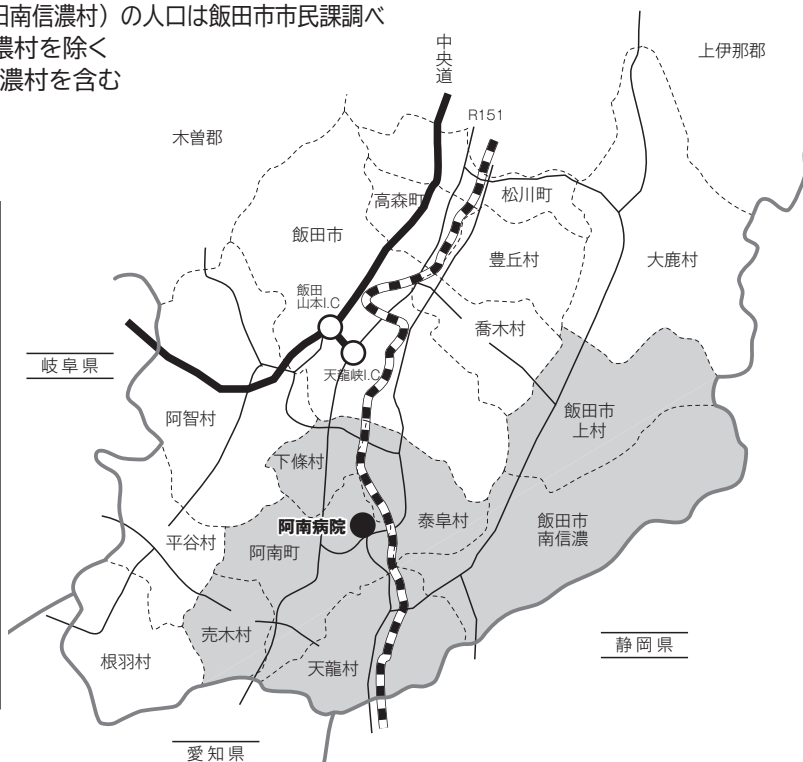 田南信濃村）の人口は飯田市市民課調べ
濃村を除く
濃村を含む
中央道
上伊那郡
R151
木曽郡
高森町
松川町
飯田市
豊丘村
大鹿村
飯田
山本I.C
喬木村
岐阜県
天龍峡I.C
阿智村
飯田市
上村
下條村
阿南病院
泰阜村
飯田市
南信濃
平谷村
阿南町
売木村
静岡県
根羽村
天龍村
愛知県